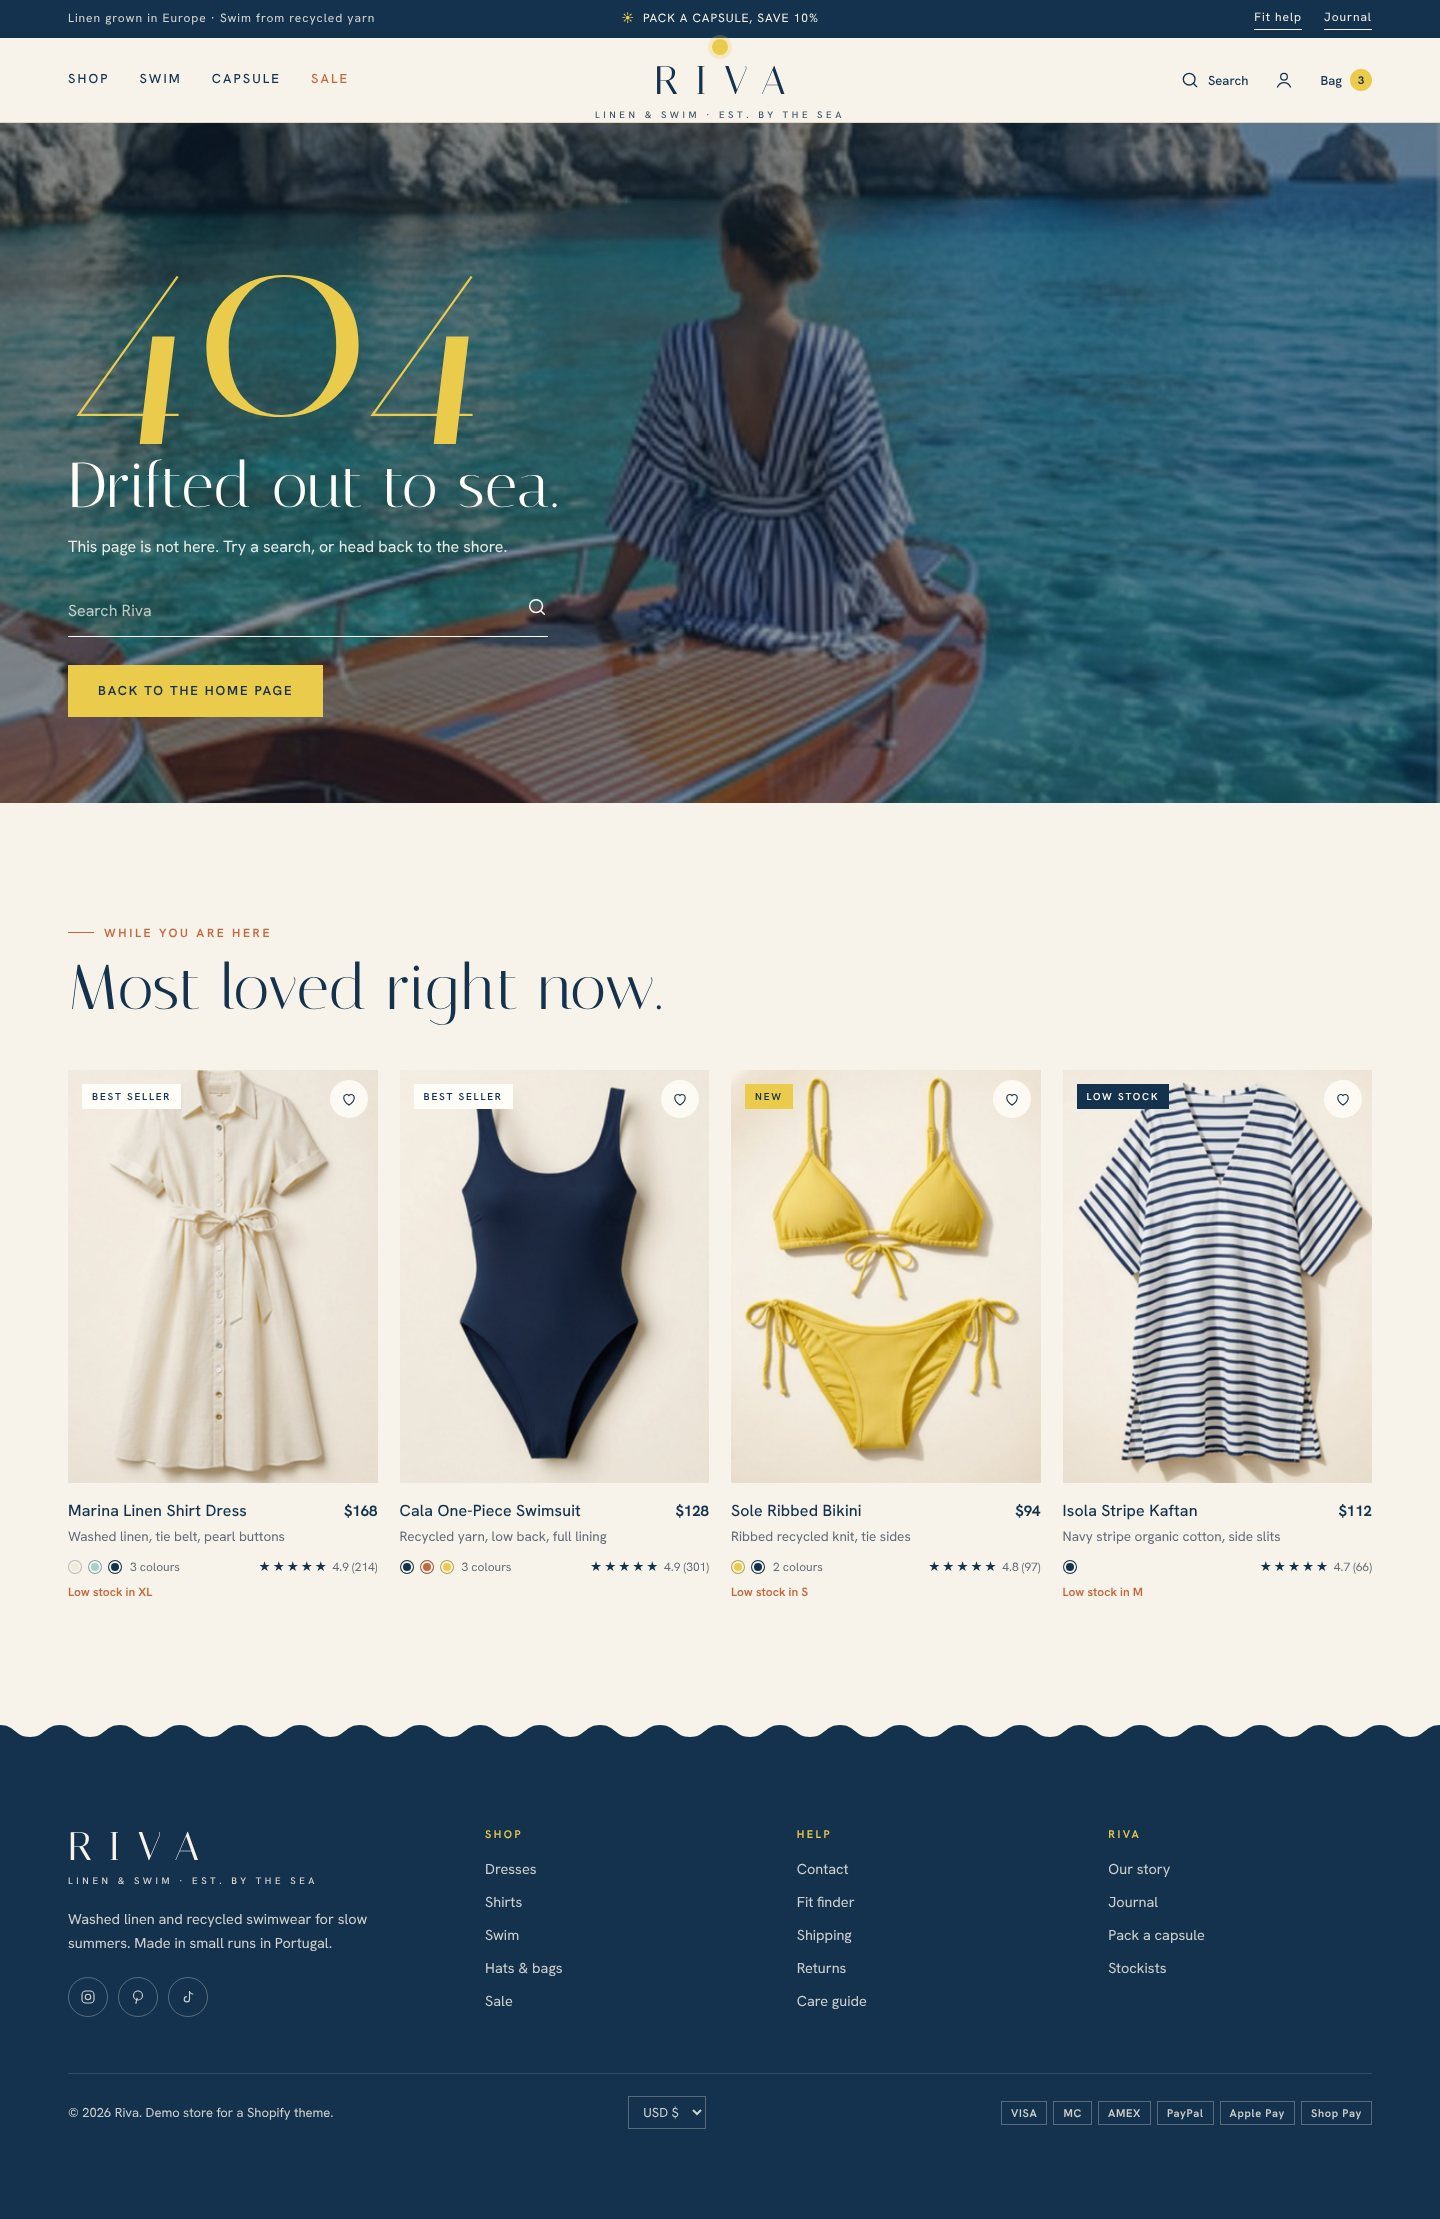 Linen grown in Europe · Swim from recycled yarn
☀ PACK A CAPSULE, SAVE 10%
Fit help
Journal
SHOP
SWIM
CAPSULE
SALE
RIVA
LINEN & SWIM · EST. BY THE SEA
Search
Bag 3
404
Drifted out to sea.
This page is not here. Try a search, or head back to the shore.
Search Riva
BACK TO THE HOME PAGE
WHILE YOU ARE HERE
Most loved right now.
BEST SELLER
BEST SELLER
NEW
LOW STOCK
Marina Linen Shirt Dress $168
Washed linen, tie belt, pearl buttons
3 colours ★★★★★ 4.9 (214)
Low stock in XL
Cala One-Piece Swimsuit $128
Recycled yarn, low back, full lining
3 colours ★★★★★ 4.9 (301)
Low stock in S
Sole Ribbed Bikini $94
Ribbed recycled knit, tie sides
2 colours ★★★★★ 4.8 (97)
Isola Stripe Kaftan $112
Navy stripe organic cotton, side slits
★★★★★ 4.7 (66)
Low stock in M
RIVA
LINEN & SWIM · EST. BY THE SEA
Washed linen and recycled swimwear for slow
summers. Made in small runs in Portugal.
SHOP
Dresses
Shirts
Swim
Hats & bags
Sale
HELP
Contact
Fit finder
Shipping
Returns
Care guide
RIVA
Our story
Journal
Pack a capsule
Stockists
© 2026 Riva. Demo store for a Shopify theme.
USD $
VISA
MC
AMEX
PayPal
Apple Pay
Shop Pay